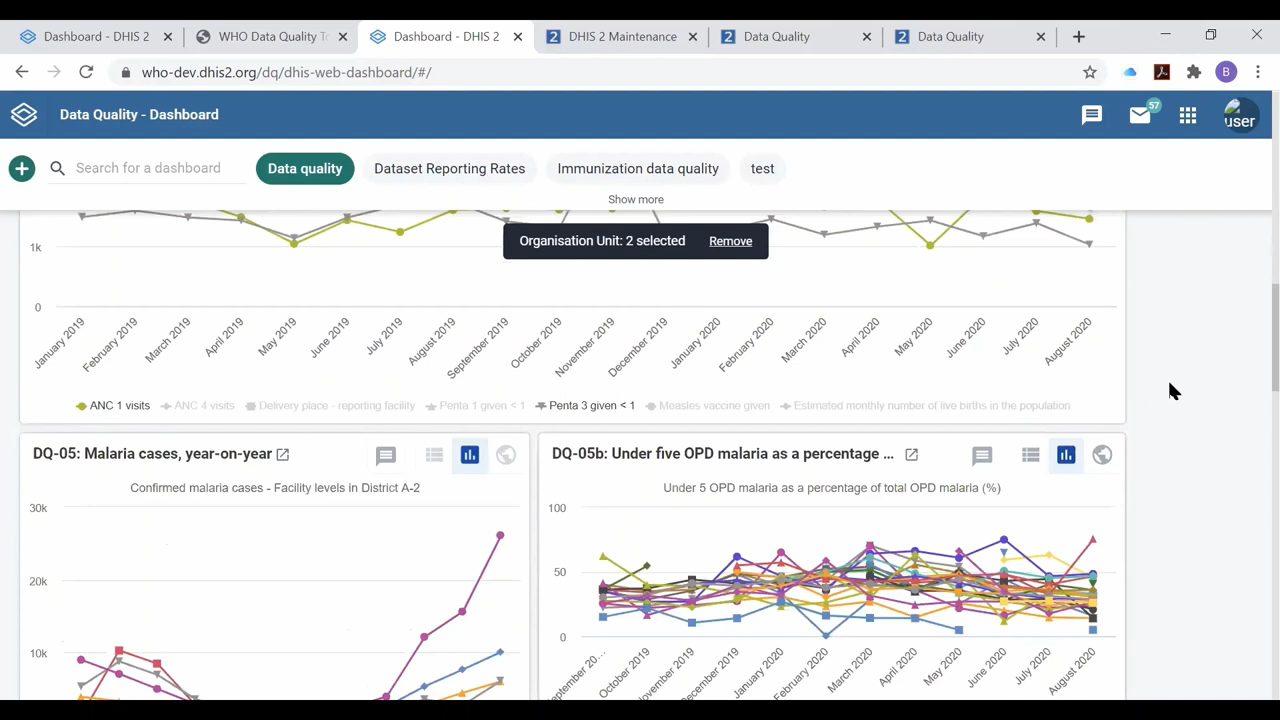 Dashboard - DHIS 2
WHO Data Quality To
Dashboard - DHIS 2
2 DHIS 2 Maintenance
2 Data Quality
2 Data Quality
who-dev.dhis2.org/dq/dhis-web-dashboard/#/
B
Data Quality - Dashboard
57
user
Search for a dashboard
Data quality
Dataset Reporting Rates
Immunization data quality
test
Show more
Organisation Unit: 2 selected
Remove
1k
0
January 2019
February 2019
March 2019
April 2019
May 2019
June 2019
July 2019
August 2019
September 2019
October 2019
November 2019
December 2019
January 2020
February 2020
March 2020
April 2020
May 2020
June 2020
July 2020
August 2020
ANC 1 visits
ANC 4 visits
Delivery place - reporting facility
Penta 1 given < 1
Penta 3 given < 1
Measles vaccine given
Estimated monthly number of live births in the population
DQ-05: Malaria cases, year-on-year
Confirmed malaria cases - Facility levels in District A-2
30k
20k
10k
DQ-05b: Under five OPD malaria as a percentage ...
Under 5 OPD malaria as a percentage of total OPD malaria (%)
100
50
0
September 20...
October 2019
November 2019
December 2019
January 2020
February 2020
March 2020
April 2020
May 2020
June 2020
July 2020
August 2020